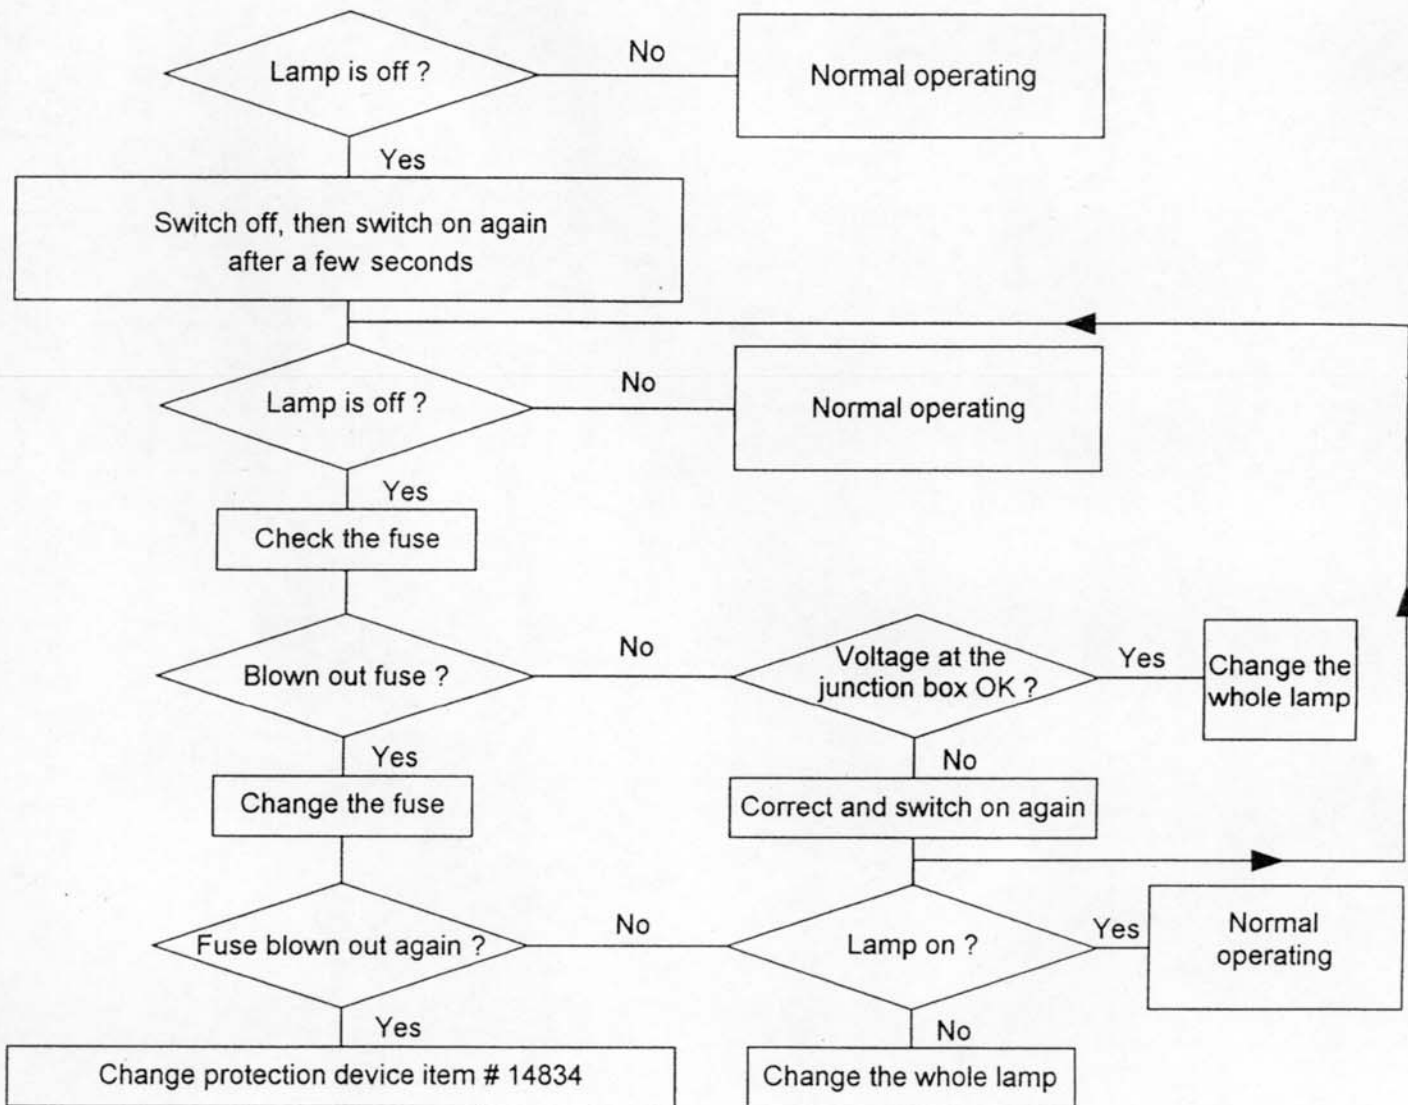 Lamp is off ?
No
Normal operating
Yes
Switch off, then switch on again
after a few seconds
Lamp is off ?
No
Normal operating
Yes
Check the fuse
Blown out fuse ?
No
Voltage at the
junction box OK ?
Yes
Change the
whole lamp
Yes
Change the fuse
No
Correct and switch on again
Fuse blown out again ?
No
Lamp on ?
Yes
Normal
operating
Yes
Change protection device item # 14834
No
Change the whole lamp